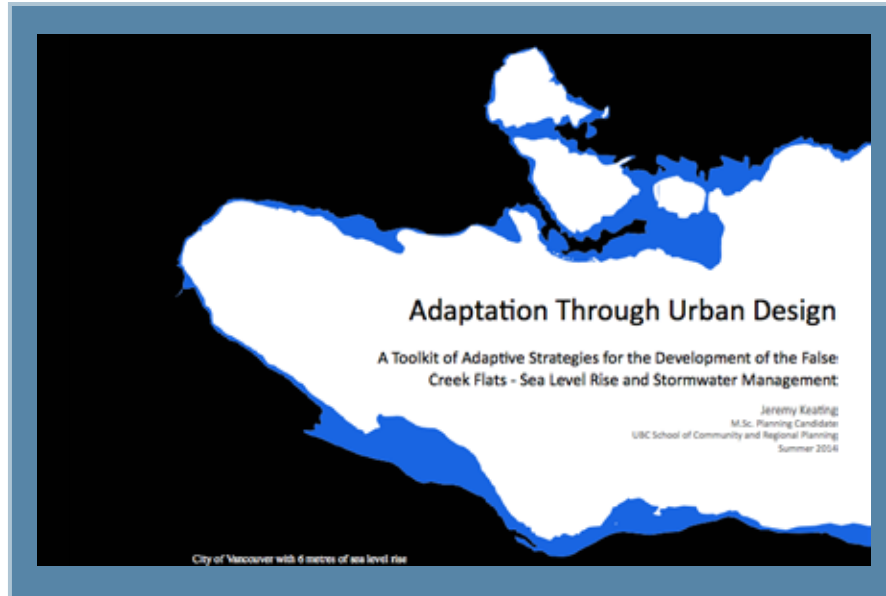 Adaptation Through Urban Design
A Toolkit of Adaptive Strategies for the Development of the False
Creek Flats - Sea Level Rise and Stormwater Management
Jeremy Keating
M.Sc. Planning Candidate
UBC School of Community and Regional Planning
Summer 2014
City of Vancouver with 6 metres of sea level rise